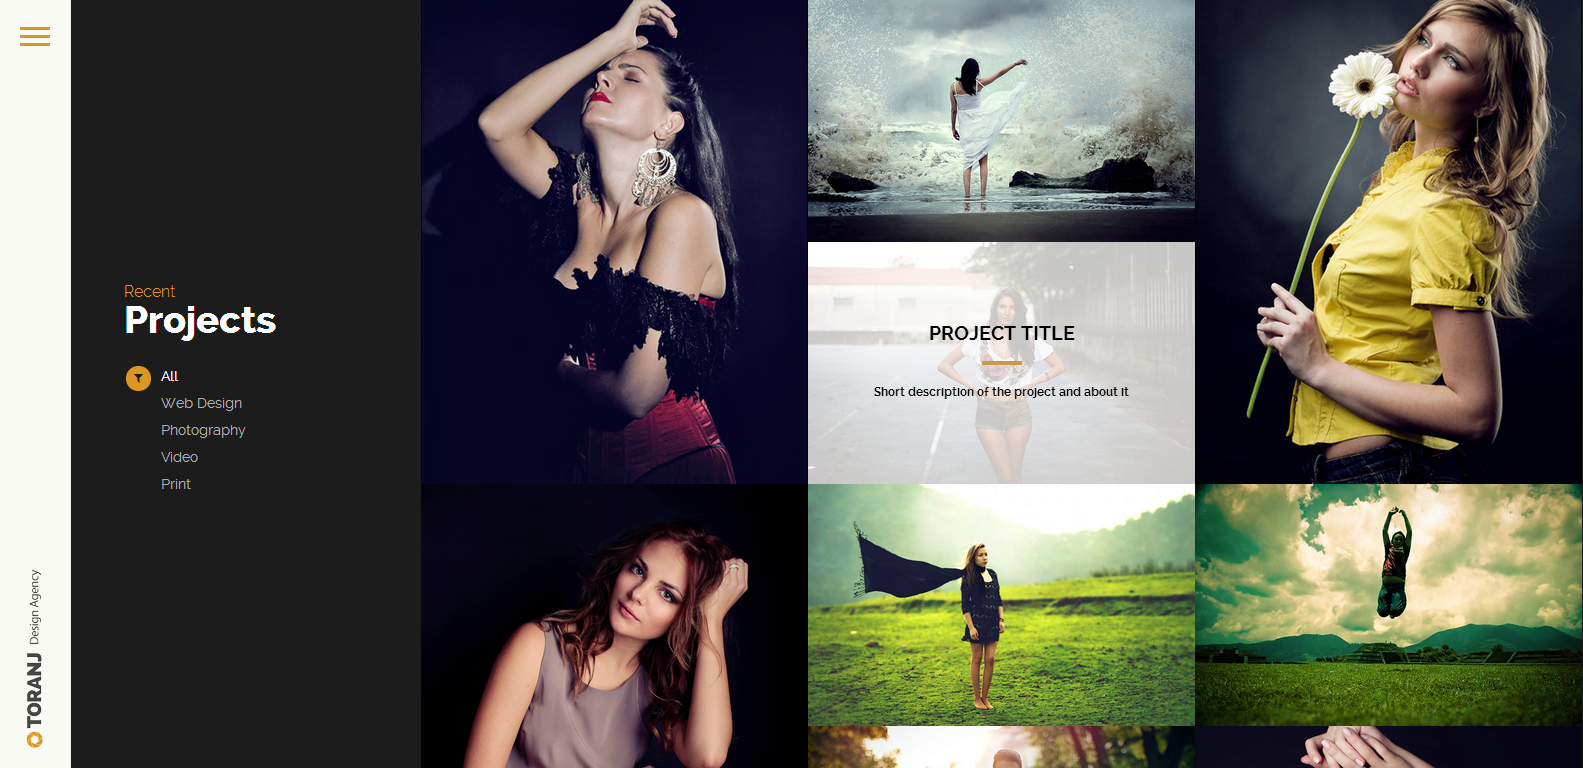 Recent
Projects
All
Web Design
Photography
Video
Print
TORANJ Design Agency
PROJECT TITLE
Short description of the project and about it